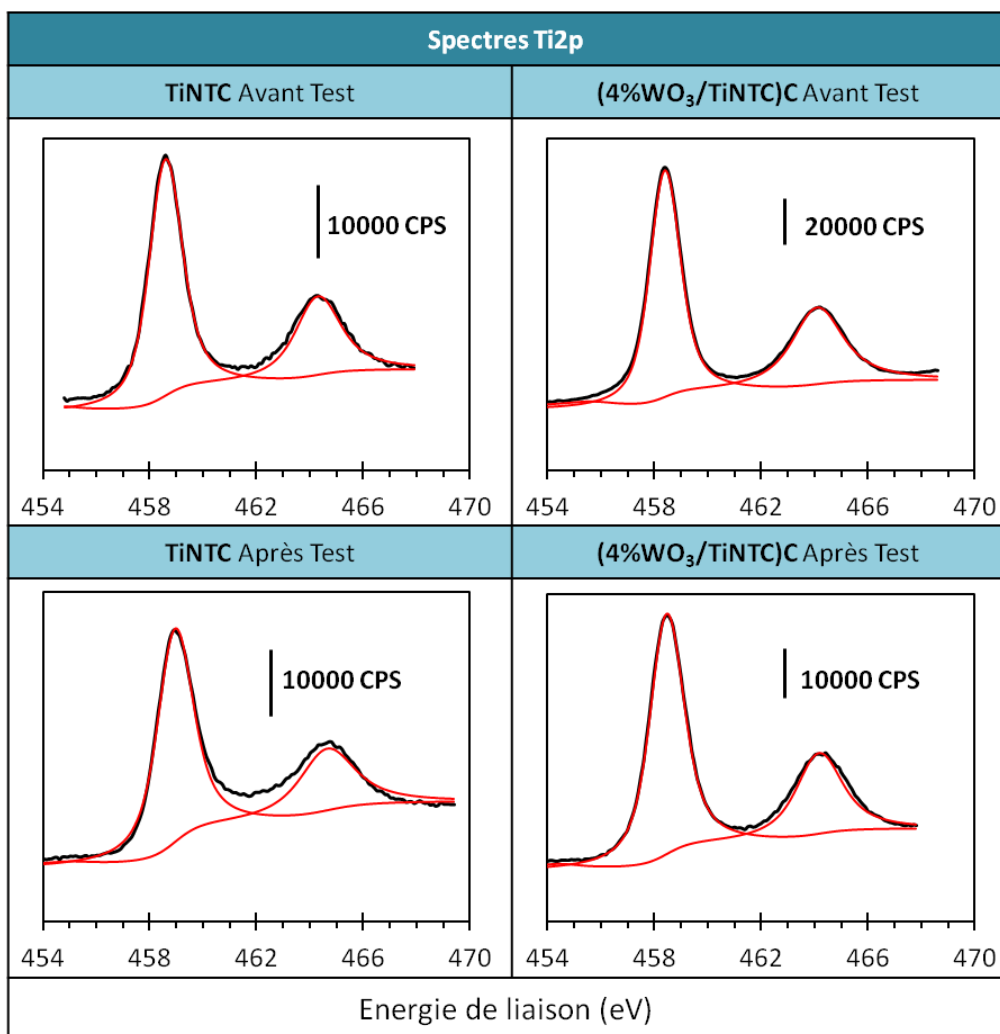 Spectres Ti2p
TiNTC Avant Test
(4%WO₃/TiNTC)C Avant Test
10000 CPS
454 458 462 466 470
20000 CPS
454 458 462 466 470
TiNTC Après Test
(4%WO₃/TiNTC)C Après Test
10000 CPS
454 458 462 466 470
10000 CPS
454 458 462 466 470
Energie de liaison (eV)